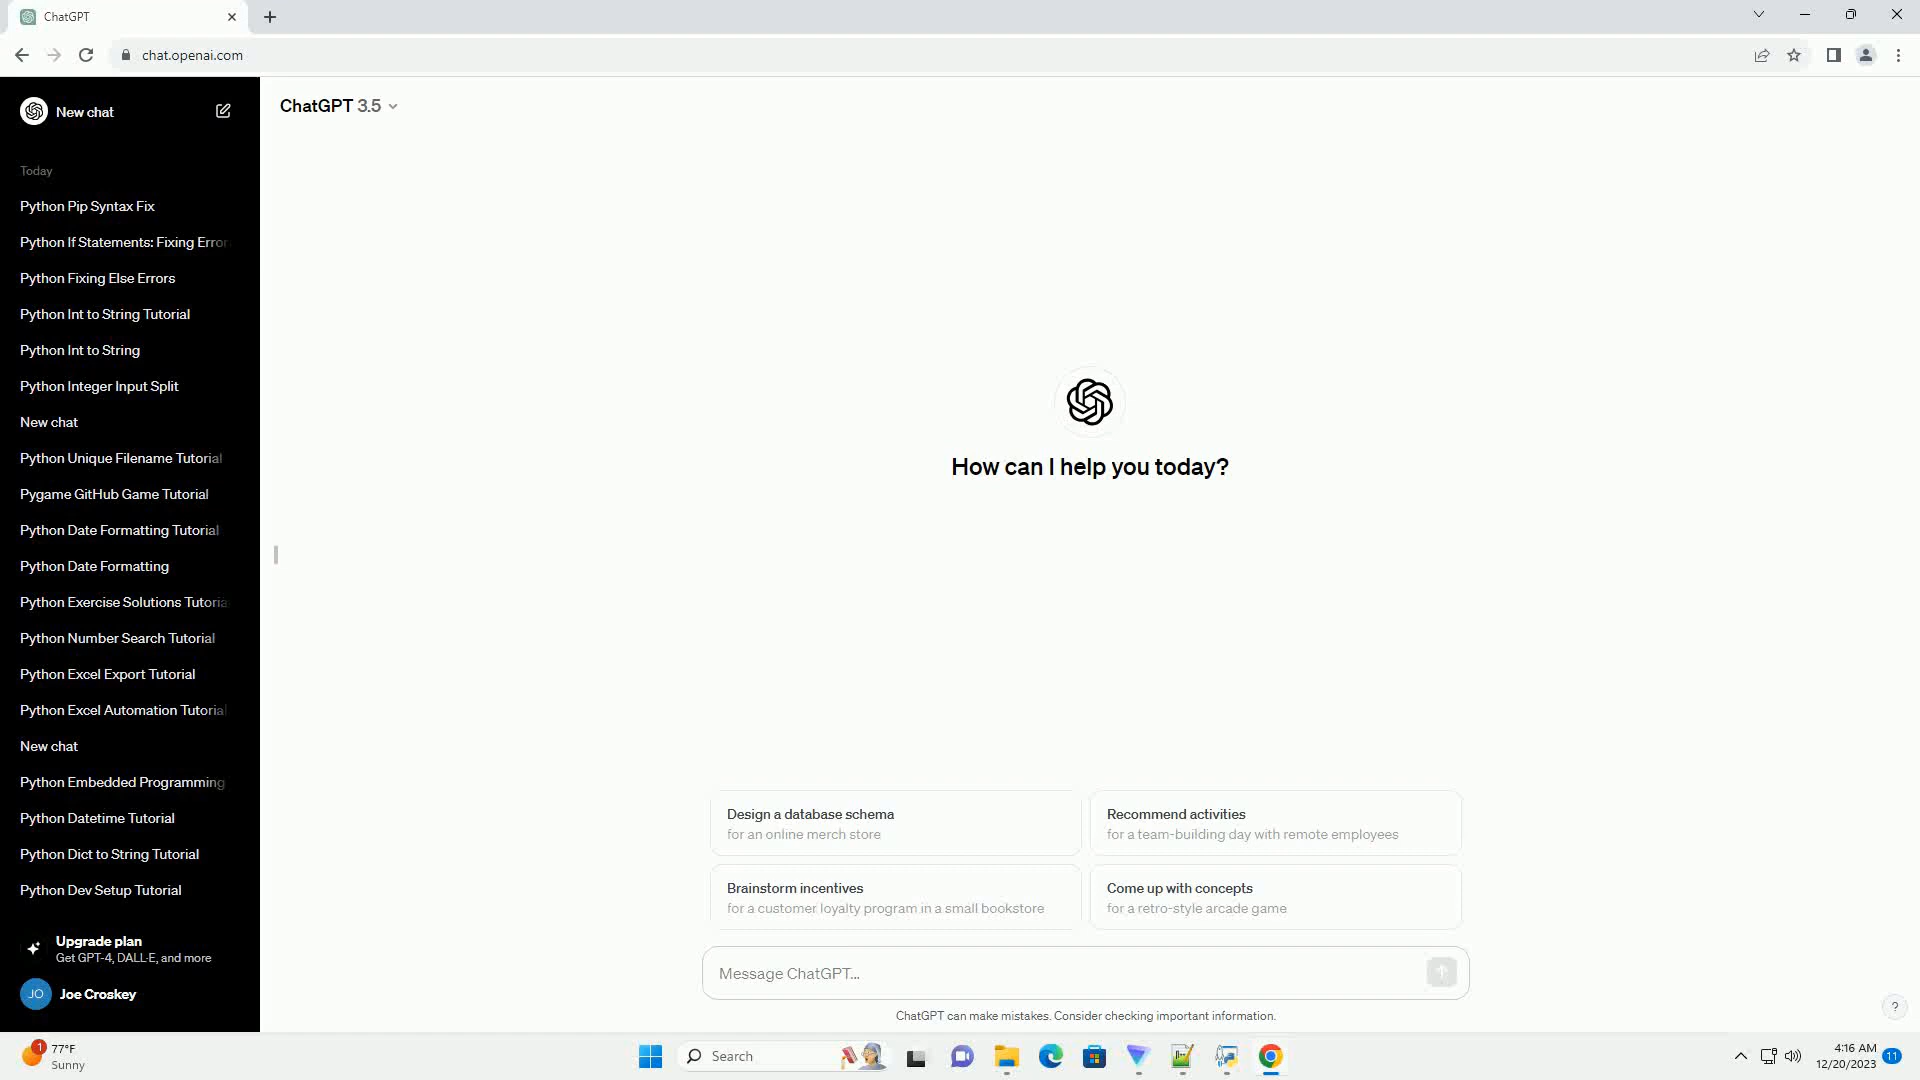 ChatGPT
chat.openai.com
New chat
ChatGPT 3.5
Today
Python Pip Syntax Fix
Python If Statements: Fixing Error
Python Fixing Else Errors
Python Int to String Tutorial
Python Int to String
Python Integer Input Split
New chat
Python Unique Filename Tutorial
Pygame GitHub Game Tutorial
Python Date Formatting Tutorial
Python Date Formatting
Python Exercise Solutions Tutoria
Python Number Search Tutorial
Python Excel Export Tutorial
Python Excel Automation Tutorial
New chat
Python Embedded Programming
Python Datetime Tutorial
Python Dict to String Tutorial
Python Dev Setup Tutorial
Upgrade plan
Get GPT-4, DALL·E, and more
JO Joe Croskey
How can I help you today?
Design a database schema
for an online merch store
Recommend activities
for a team-building day with remote employees
Brainstorm incentives
for a customer loyalty program in a small bookstore
Come up with concepts
for a retro-style arcade game
Message ChatGPT...
ChatGPT can make mistakes. Consider checking important information.
?
1
77°F
Sunny
Search
4:16 AM
12/20/2023
11